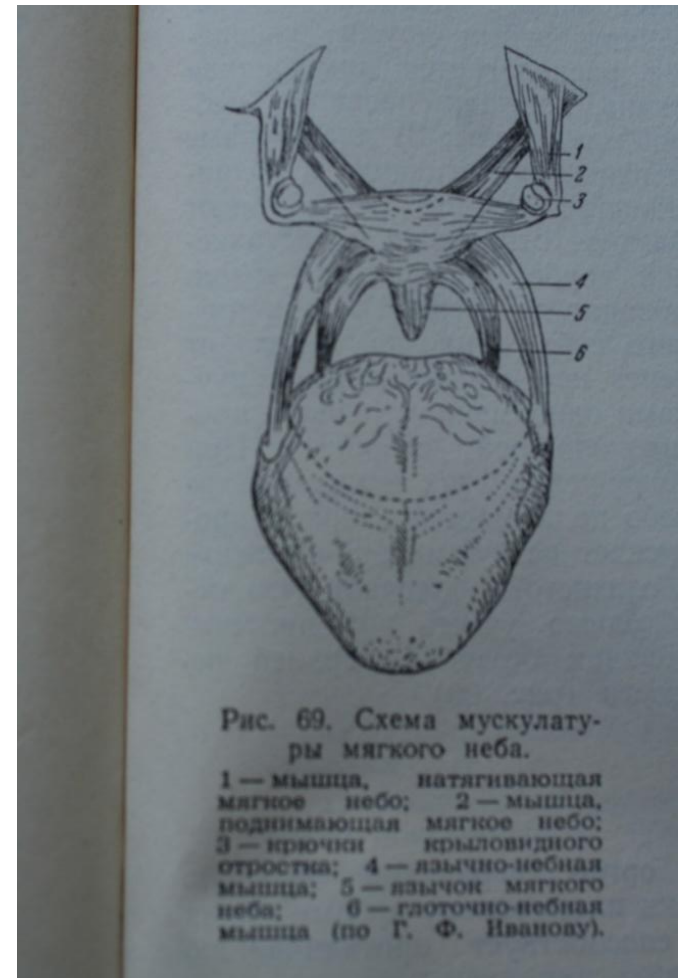 1
2
3
4
5
6
Рис. 69. Схема мускулату-
ры мягкого неба.
1 — мышца, натягивающая
мягкое небо; 2 — мышца,
поднимающая мягкое небо;
3 — крючки крыловидного
отростка; 4 — язычно-небная
мышца; 5 — язычок мягкого
неба; 6 — глоточно-небная
мышца (по Г. Ф. Иванову).